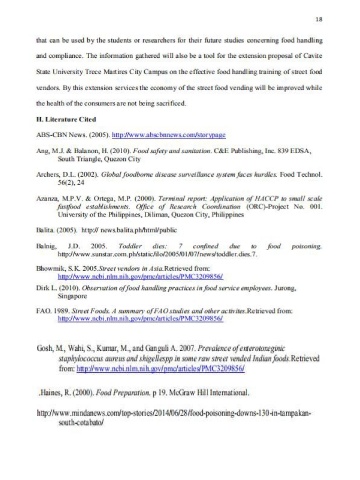 18
that can be used by the students or researchers for their future studies concerning food handling
and compliance. The information gathered will also be a tool for the extension proposal of Cavite
State University Trece Martires City Campus on the effective food handling training of street food
vendors. By this extension services the economy of the street food vending will be improved while
the health of the consumers are not being sacrificed.
H. Literature Cited
ABS-CBN News. (2005). http://www.abscbnnews.com/storypage
Ang, M.J. & Balanon, H. (2010). Food safety and sanitation. C&E Publishing, Inc. 839 EDSA,
South Triangle, Quezon City
Archers, D.L. (2002). Global foodborne disease surveillance system faces hurdles. Food Technol.
56(2), 24
Azanza, M.P.V. & Ortega, M.P. (2000). Terminal report: Application of HACCP to small scale
fastfood establishments. Office of Research Coordination (ORC)-Project No. 001.
University of the Philippines, Diliman, Quezon City, Philippines
Balita. (2005). http:// news.balita.ph/html/public
Balnig, J.D. 2005. Toddler dies: 7 confined due to food poisoning.
http://www.sunstar.com.ph/static/ilo/2005/01/07/news/toddler.dies.7.
Bhowmik, S.K. 2005.Street vendors in Asia.Retrieved from:
http://www.ncbi.nlm.nih.gov/pmc/articles/PMC3209856/
Dirk L. (2010). Observation of food handling practices in food service employees. Jurong,
Singapore
FAO. 1989. Street Foods. A summary of FAO studies and other activites.Retrieved from:
http://www.ncbi.nlm.nih.gov/pmc/articles/PMC3209856/
Gosh, M., Wahi, S., Kumar, M., and Ganguli A. 2007. Prevalence of enterotoxeginic
staphylococcus aureus and shigellespp in some raw street vended Indian foods.Retrieved
from: http://www.ncbi.nlm.nih.gov/pmc/articles/PMC3209856/
.Haines, R. (2000). Food Preparation. p 19. McGraw Hill International.
http://www.mindanews.com/top-stories/2014/06/28/food-poisoning-downs-130-in-tampakan-
south-cotabato/